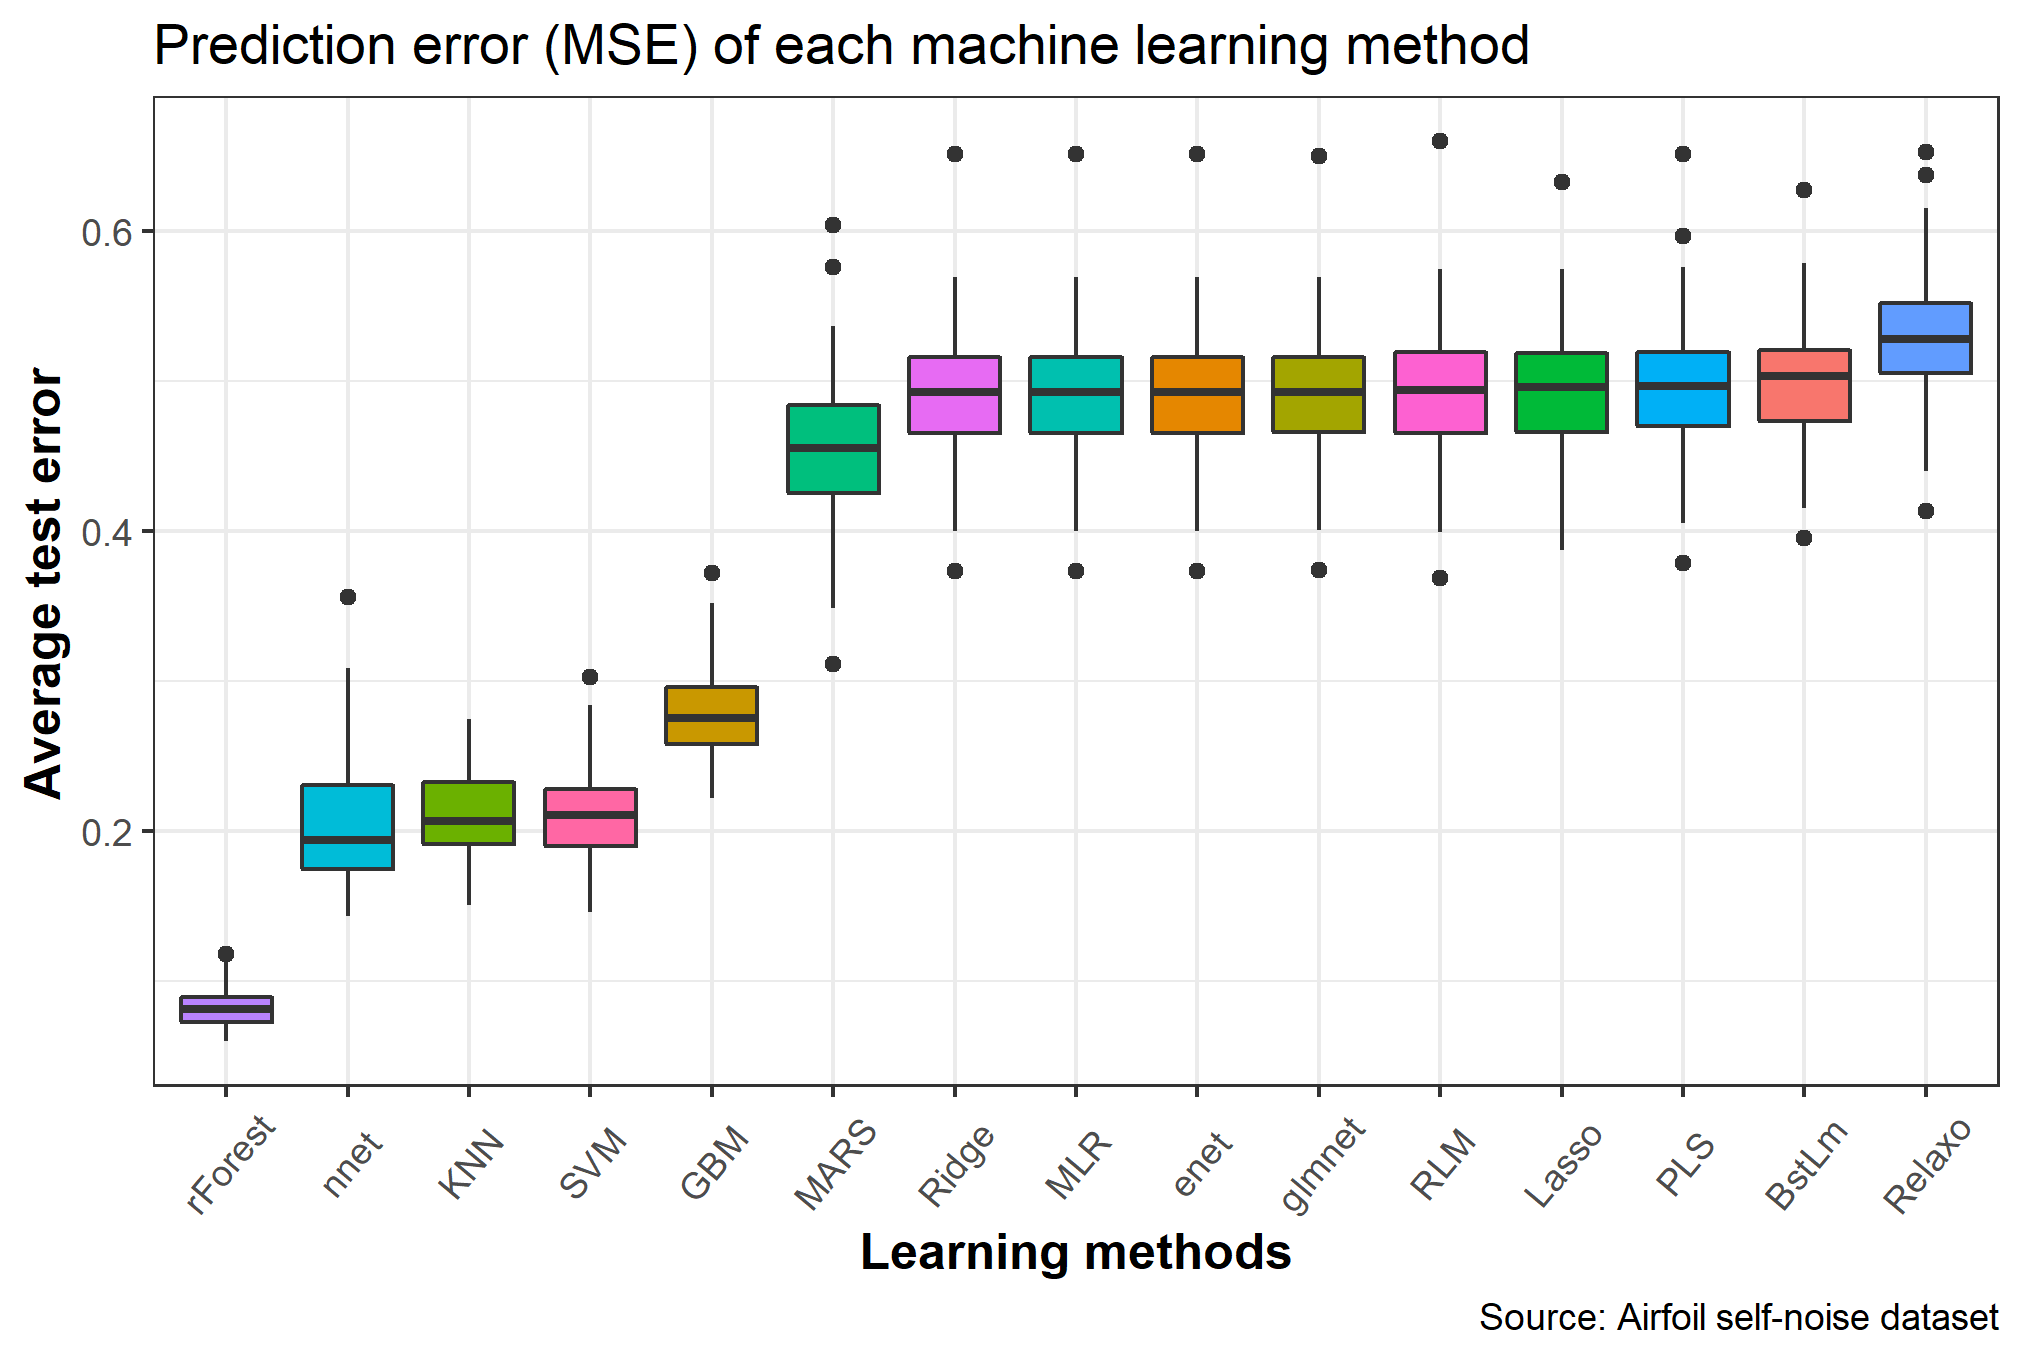 Prediction error (MSE) of each machine learning method
Average test error
0.6
0.4
0.2
rForest
nnet
KNN
SVM
GBM
MARS
Ridge
MLR
enet
glmnet
RLM
Lasso
PLS
BstLm
Relaxo
Learning methods
Source: Airfoil self-noise dataset